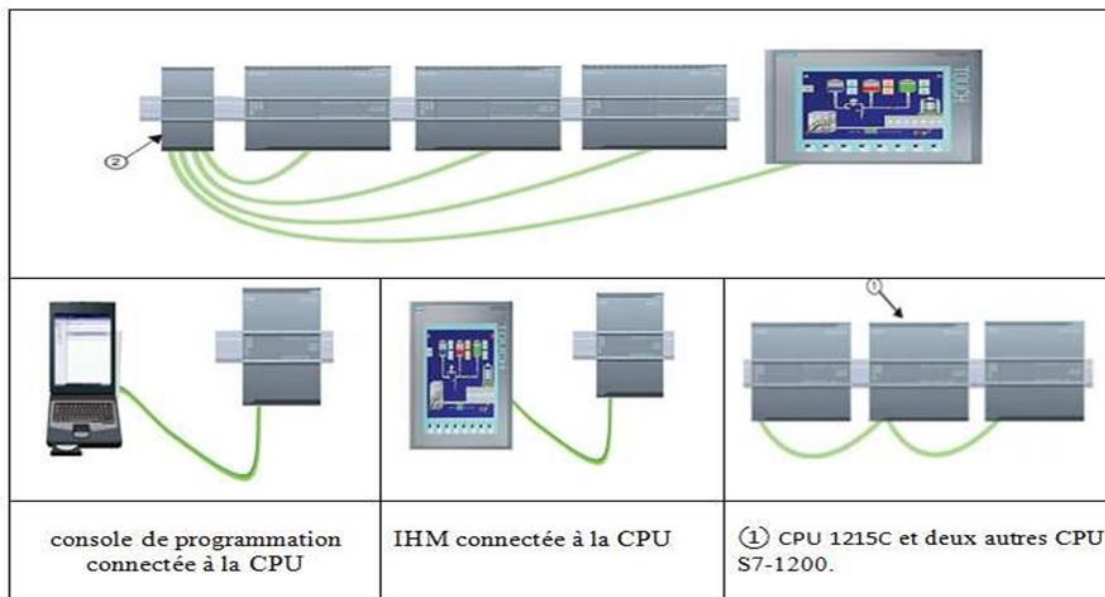 ②
①
TOUCH
TOUCH
console de programmation
connectée à la CPU
IHM connectée à la CPU
① CPU 1215C et deux autres CPU
S7-1200.